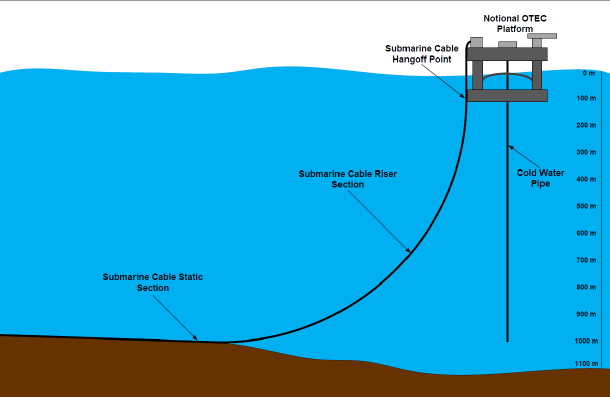 Notional OTEC
Platform
Submarine Cable
Hangoff Point
0 m
100 m
200 m
300 m
Submarine Cable Riser
Section
Cold Water
Pipe
400 m
500 m
600 m
700 m
Submarine Cable Static
Section
800 m
900 m
1000 m
1100 m